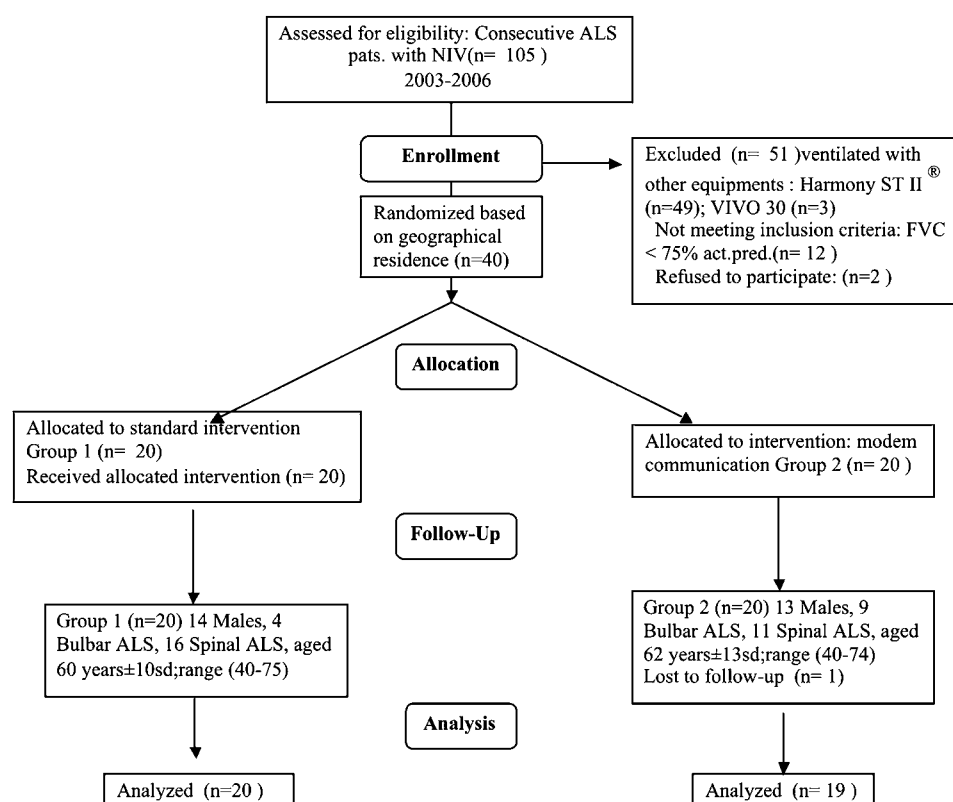 Assessed for eligibility: Consecutive ALS
pats. with NIV(n= 105 )
2003-2006
Enrollment
Excluded (n= 51 )ventilated with
other equipments : Harmony ST II ®
(n=49); VIVO 30 (n=3)
Not meeting inclusion criteria: FVC
< 75% act.pred.(n= 12 )
Refused to participate: (n=2 )
Randomized based
on geographical
residence (n=40)
Allocation
Allocated to standard intervention
Group 1 (n= 20)
Received allocated intervention (n= 20)
Allocated to intervention: modem
communication Group 2 (n= 20 )
Follow-Up
Group 1 (n=20) 14 Males, 4
Bulbar ALS, 16 Spinal ALS, aged
60 years±10sd;range (40-75)
Group 2 (n=20) 13 Males, 9
Bulbar ALS, 11 Spinal ALS, aged
62 years±13sd;range (40-74)
Lost to follow-up (n= 1)
Analysis
Analyzed (n=20 )
Analyzed (n= 19 )